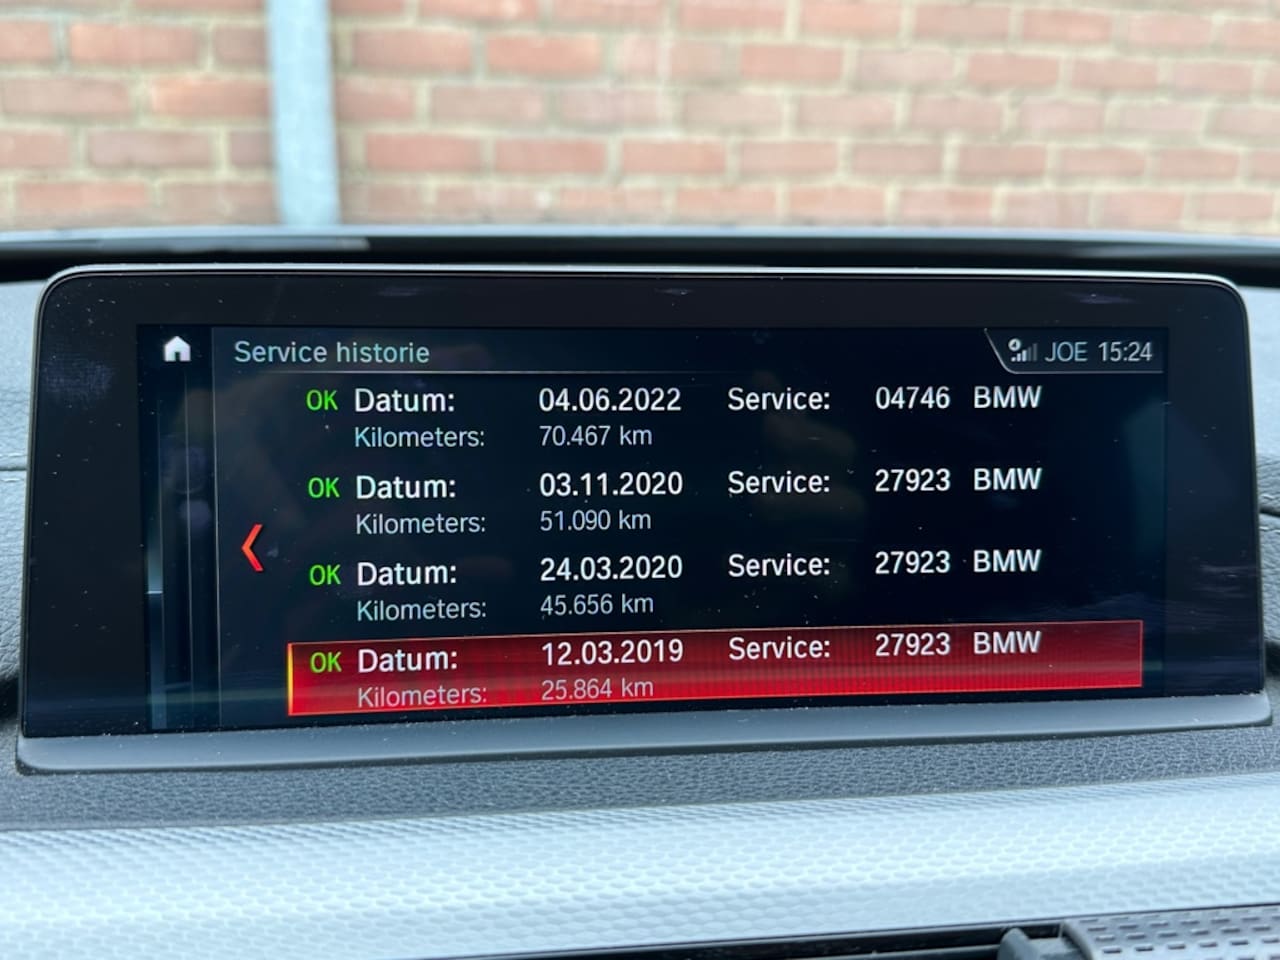 Service historie JOE 15:24
OK Datum: 04.06.2022 Service: 04746 BMW
Kilometers: 70.467 km
OK Datum: 03.11.2020 Service: 27923 BMW
Kilometers: 51.090 km
OK Datum: 24.03.2020 Service: 27923 BMW
Kilometers: 45.656 km
OK Datum: 12.03.2019 Service: 27923 BMW
Kilometers: 25.864 km